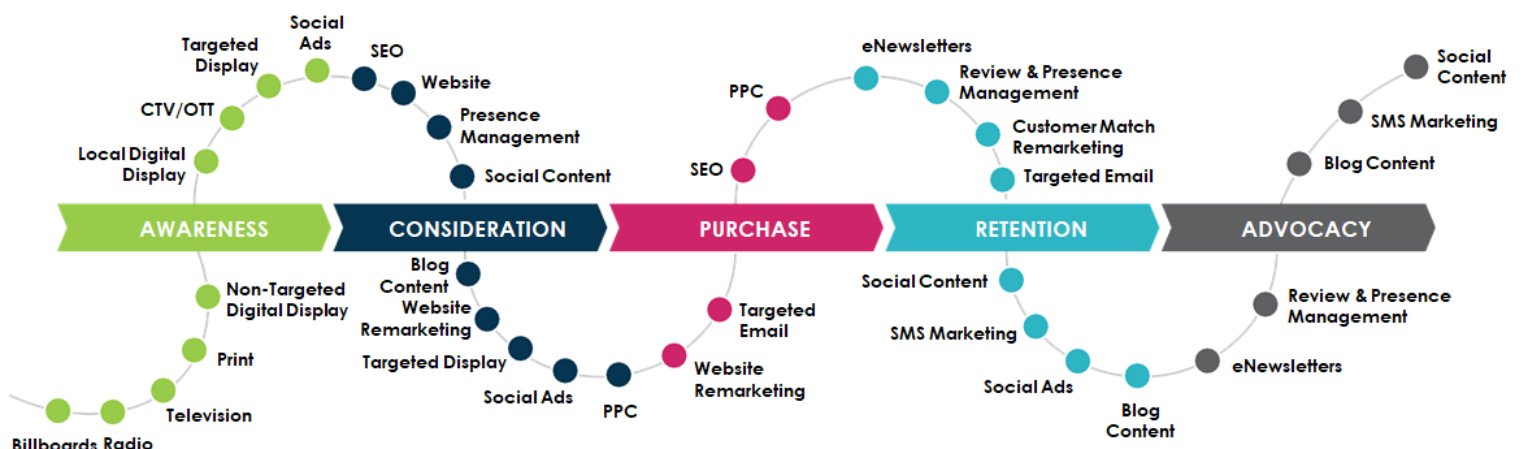 Social
Ads
Targeted
Display
SEO
CTV/OTT
Website
Local Digital
Display
Presence
Management
Social Content
eNewsletters
PPC
Review & Presence
Management
SEO
Customer Match
Remarketing
Targeted Email
Social
Content
SMS Marketing
Blog Content
AWARENESS
CONSIDERATION
PURCHASE
RETENTION
ADVOCACY
Billboards
Radio
Television
Print
Non-Targeted
Digital Display
Blog
Content
Website
Remarketing
Targeted Display
Social Ads
PPC
Website
Remarketing
Targeted
Email
Social Content
SMS Marketing
Social Ads
Blog
Content
eNewsletters
Review & Presence
Management